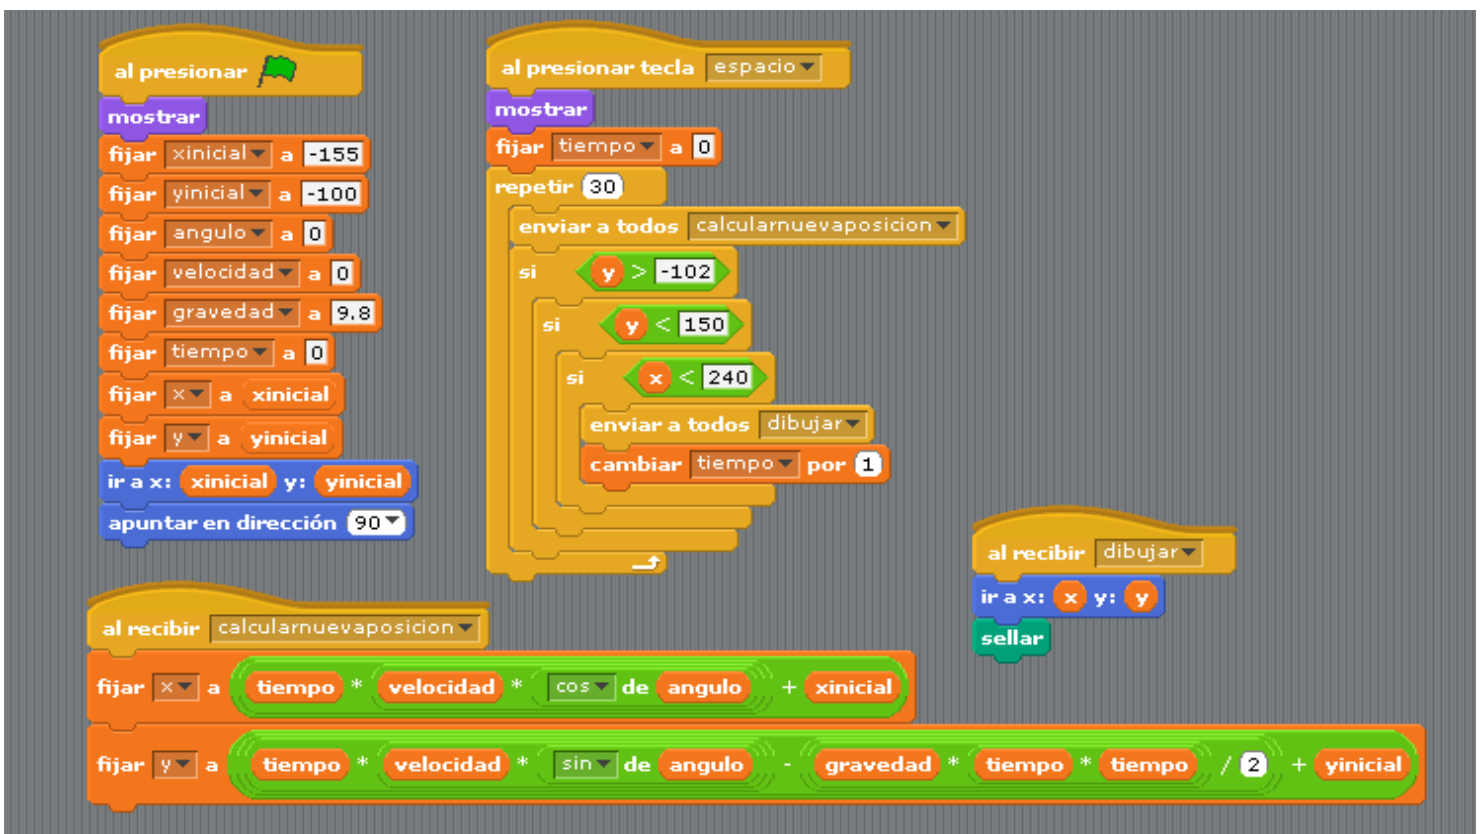 al presionar
mostrar
fijar xinicial a -155
fijar yinicial a -100
fijar angulo a 0
fijar velocidad a 0
fijar gravedad a 9.8
fijar tiempo a 0
fijar x a xinicial
fijar y a yinicial
ir a x: xinicial y: yinicial
apuntar en dirección 90
al presionar tecla espacio
mostrar
fijar tiempo a 0
repetir 30
enviar a todos calcularnuevaposicion
si y > -102
si y < 150
si x < 240
enviar a todos dibujar
cambiar tiempo por 1
al recibir dibujar
ir a x: x y: y
sellar
al recibir calcularnuevaposicion
fijar x a tiempo * velocidad * cos de angulo + xinicial
fijar y a tiempo * velocidad * sin de angulo - gravedad * tiempo * tiempo / 2 + yinicial